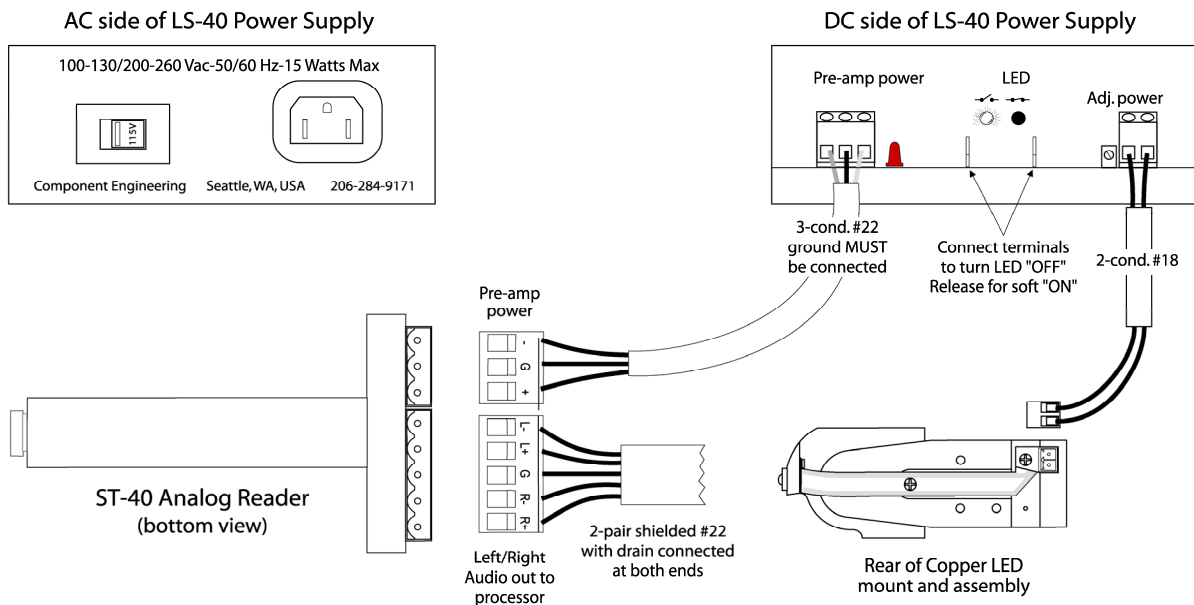 AC side of LS-40 Power Supply
100-130/200-260 Vac-50/60 Hz-15 Watts Max
115V
Component Engineering Seattle, WA, USA 206-284-9171
DC side of LS-40 Power Supply
Pre-amp power
LED
Adj. power
3-cond. #22
ground MUST
be connected
Connect terminals
to turn LED "OFF"
Release for soft "ON"
2-cond. #18
Pre-amp
power
-
G
+
L-
L+
G
R-
R+
ST-40 Analog Reader
(bottom view)
Left/Right
Audio out to
processor
2-pair shielded #22
with drain connected
at both ends
Rear of Copper LED
mount and assembly